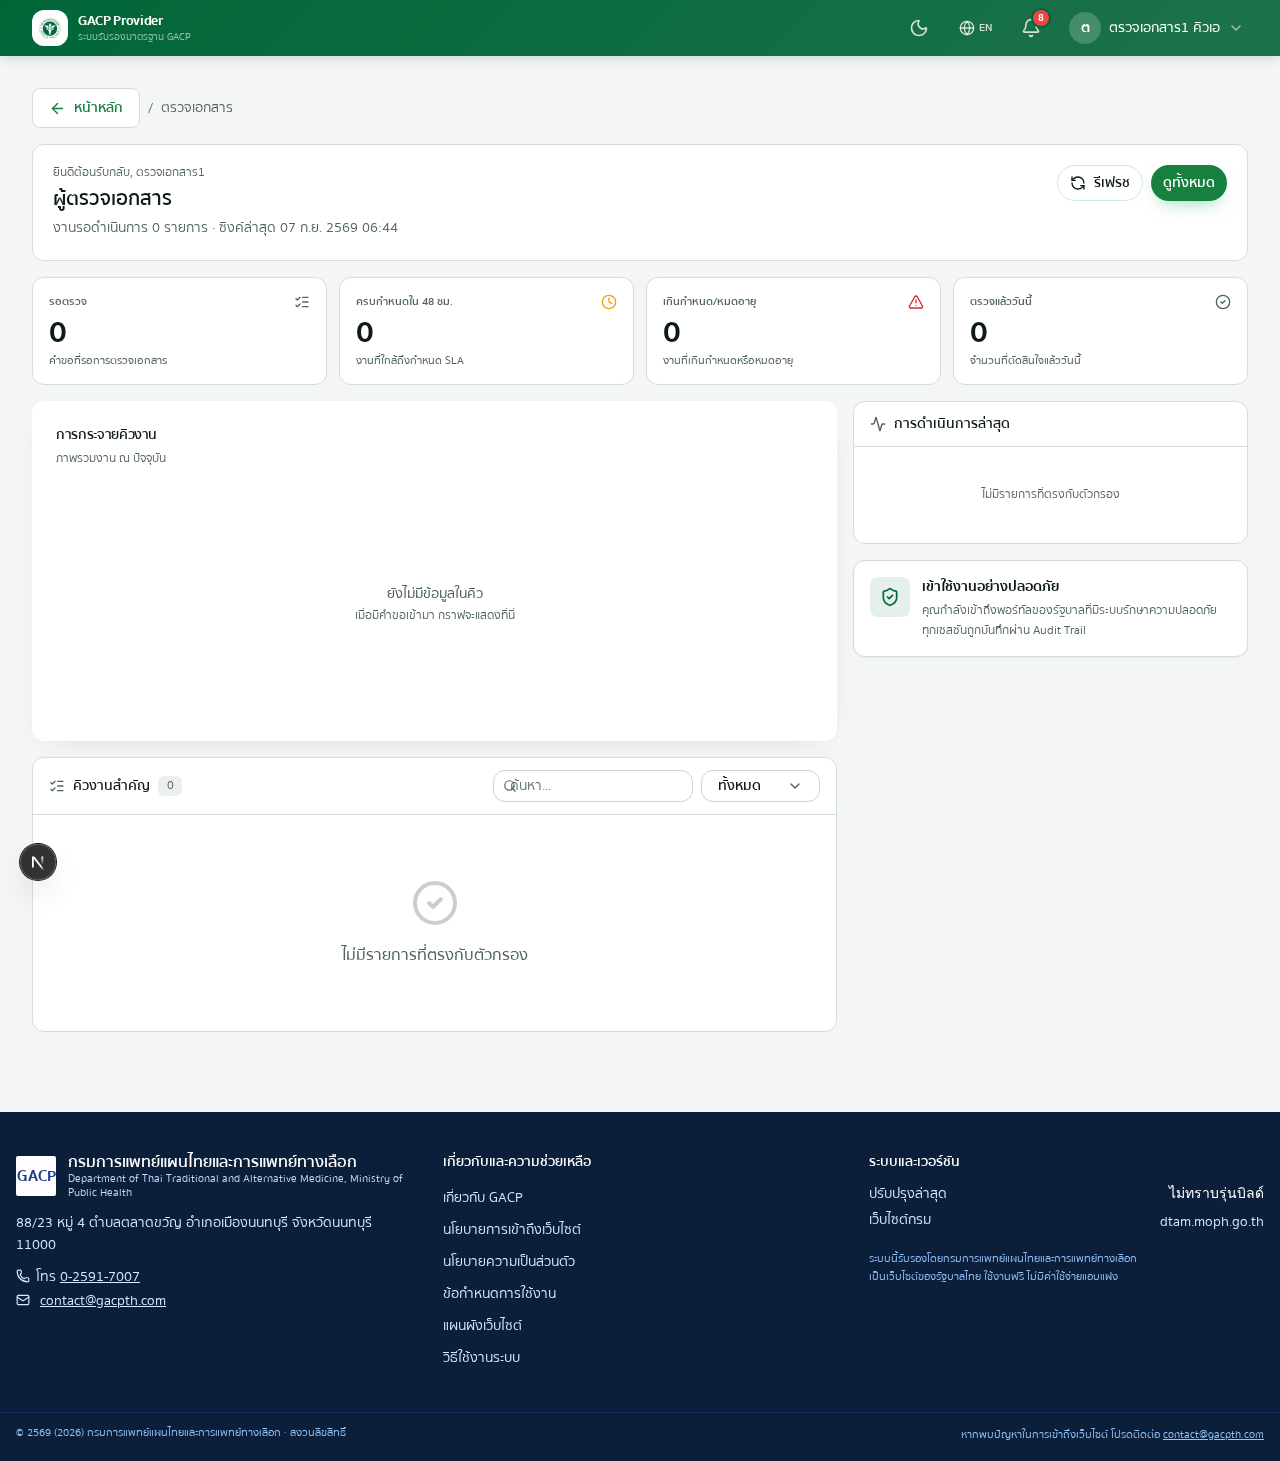 GACP Provider
ระบบรับรองมาตรฐาน GACP
EN
8
ต
ตรวจเอกสาร1 คิวเอ
หน้าหลัก
/ ตรวจเอกสาร
ยินดีต้อนรับกลับ, ตรวจเอกสาร1
ผู้ตรวจเอกสาร
งานรอดำเนินการ 0 รายการ · ซิงค์ล่าสุด 07 ก.ย. 2569 06:44
รีเฟรช
ดูทั้งหมด
รอตรวจ
0
คำขอที่รอการตรวจเอกสาร
ครบกำหนดใน 48 ชม.
0
งานที่ใกล้ถึงกำหนด SLA
เกินกำหนด/หมดอายุ
0
งานที่เกินกำหนดหรือหมดอายุ
ตรวจแล้ววันนี้
0
จำนวนที่ตัดสินใจแล้ววันนี้
การกระจายคิวงาน
ภาพรวมงาน ณ ปัจจุบัน
ยังไม่มีข้อมูลในคิว
เมื่อมีคำขอเข้ามา กราฟจะแสดงที่นี่
การดำเนินการล่าสุด
ไม่มีรายการที่ตรงกับตัวกรอง
เข้าใช้งานอย่างปลอดภัย
คุณกำลังเข้าถึงพอร์ทัลของรัฐบาลที่มีระบบรักษาความปลอดภัย
ทุกเซสชันถูกบันทึกผ่าน Audit Trail
คิวงานสำคัญ
0
ค้นหา...
ทั้งหมด
N
ไม่มีรายการที่ตรงกับตัวกรอง
GACP
กรมการแพทย์แผนไทยและการแพทย์ทางเลือก
Department of Thai Traditional and Alternative Medicine, Ministry of
Public Health
88/23 หมู่ 4 ตำบลตลาดขวัญ อำเภอเมืองนนทบุรี จังหวัดนนทบุรี
11000
โทร 0-2591-7007
contact@gacpth.com
เกี่ยวกับและความช่วยเหลือ
เกี่ยวกับ GACP
นโยบายการเข้าถึงเว็บไซต์
นโยบายความเป็นส่วนตัว
ข้อกำหนดการใช้งาน
แผนผังเว็บไซต์
วิธีใช้งานระบบ
ระบบและเวอร์ชัน
ปรับปรุงล่าสุด
ไม่ทราบรุ่นบิลด์
เว็บไซต์กรม
dtam.moph.go.th
ระบบนี้รับรองโดยกรมการแพทย์แผนไทยและการแพทย์ทางเลือก
เป็นเว็บไซต์ของรัฐบาลไทย ใช้งานฟรี ไม่มีค่าใช้จ่ายแอบแฝง
© 2569 (2026) กรมการแพทย์แผนไทยและการแพทย์ทางเลือก · สงวนลิขสิทธิ์
หากพบปัญหาในการเข้าถึงเว็บไซต์ โปรดติดต่อ contact@gacpth.com